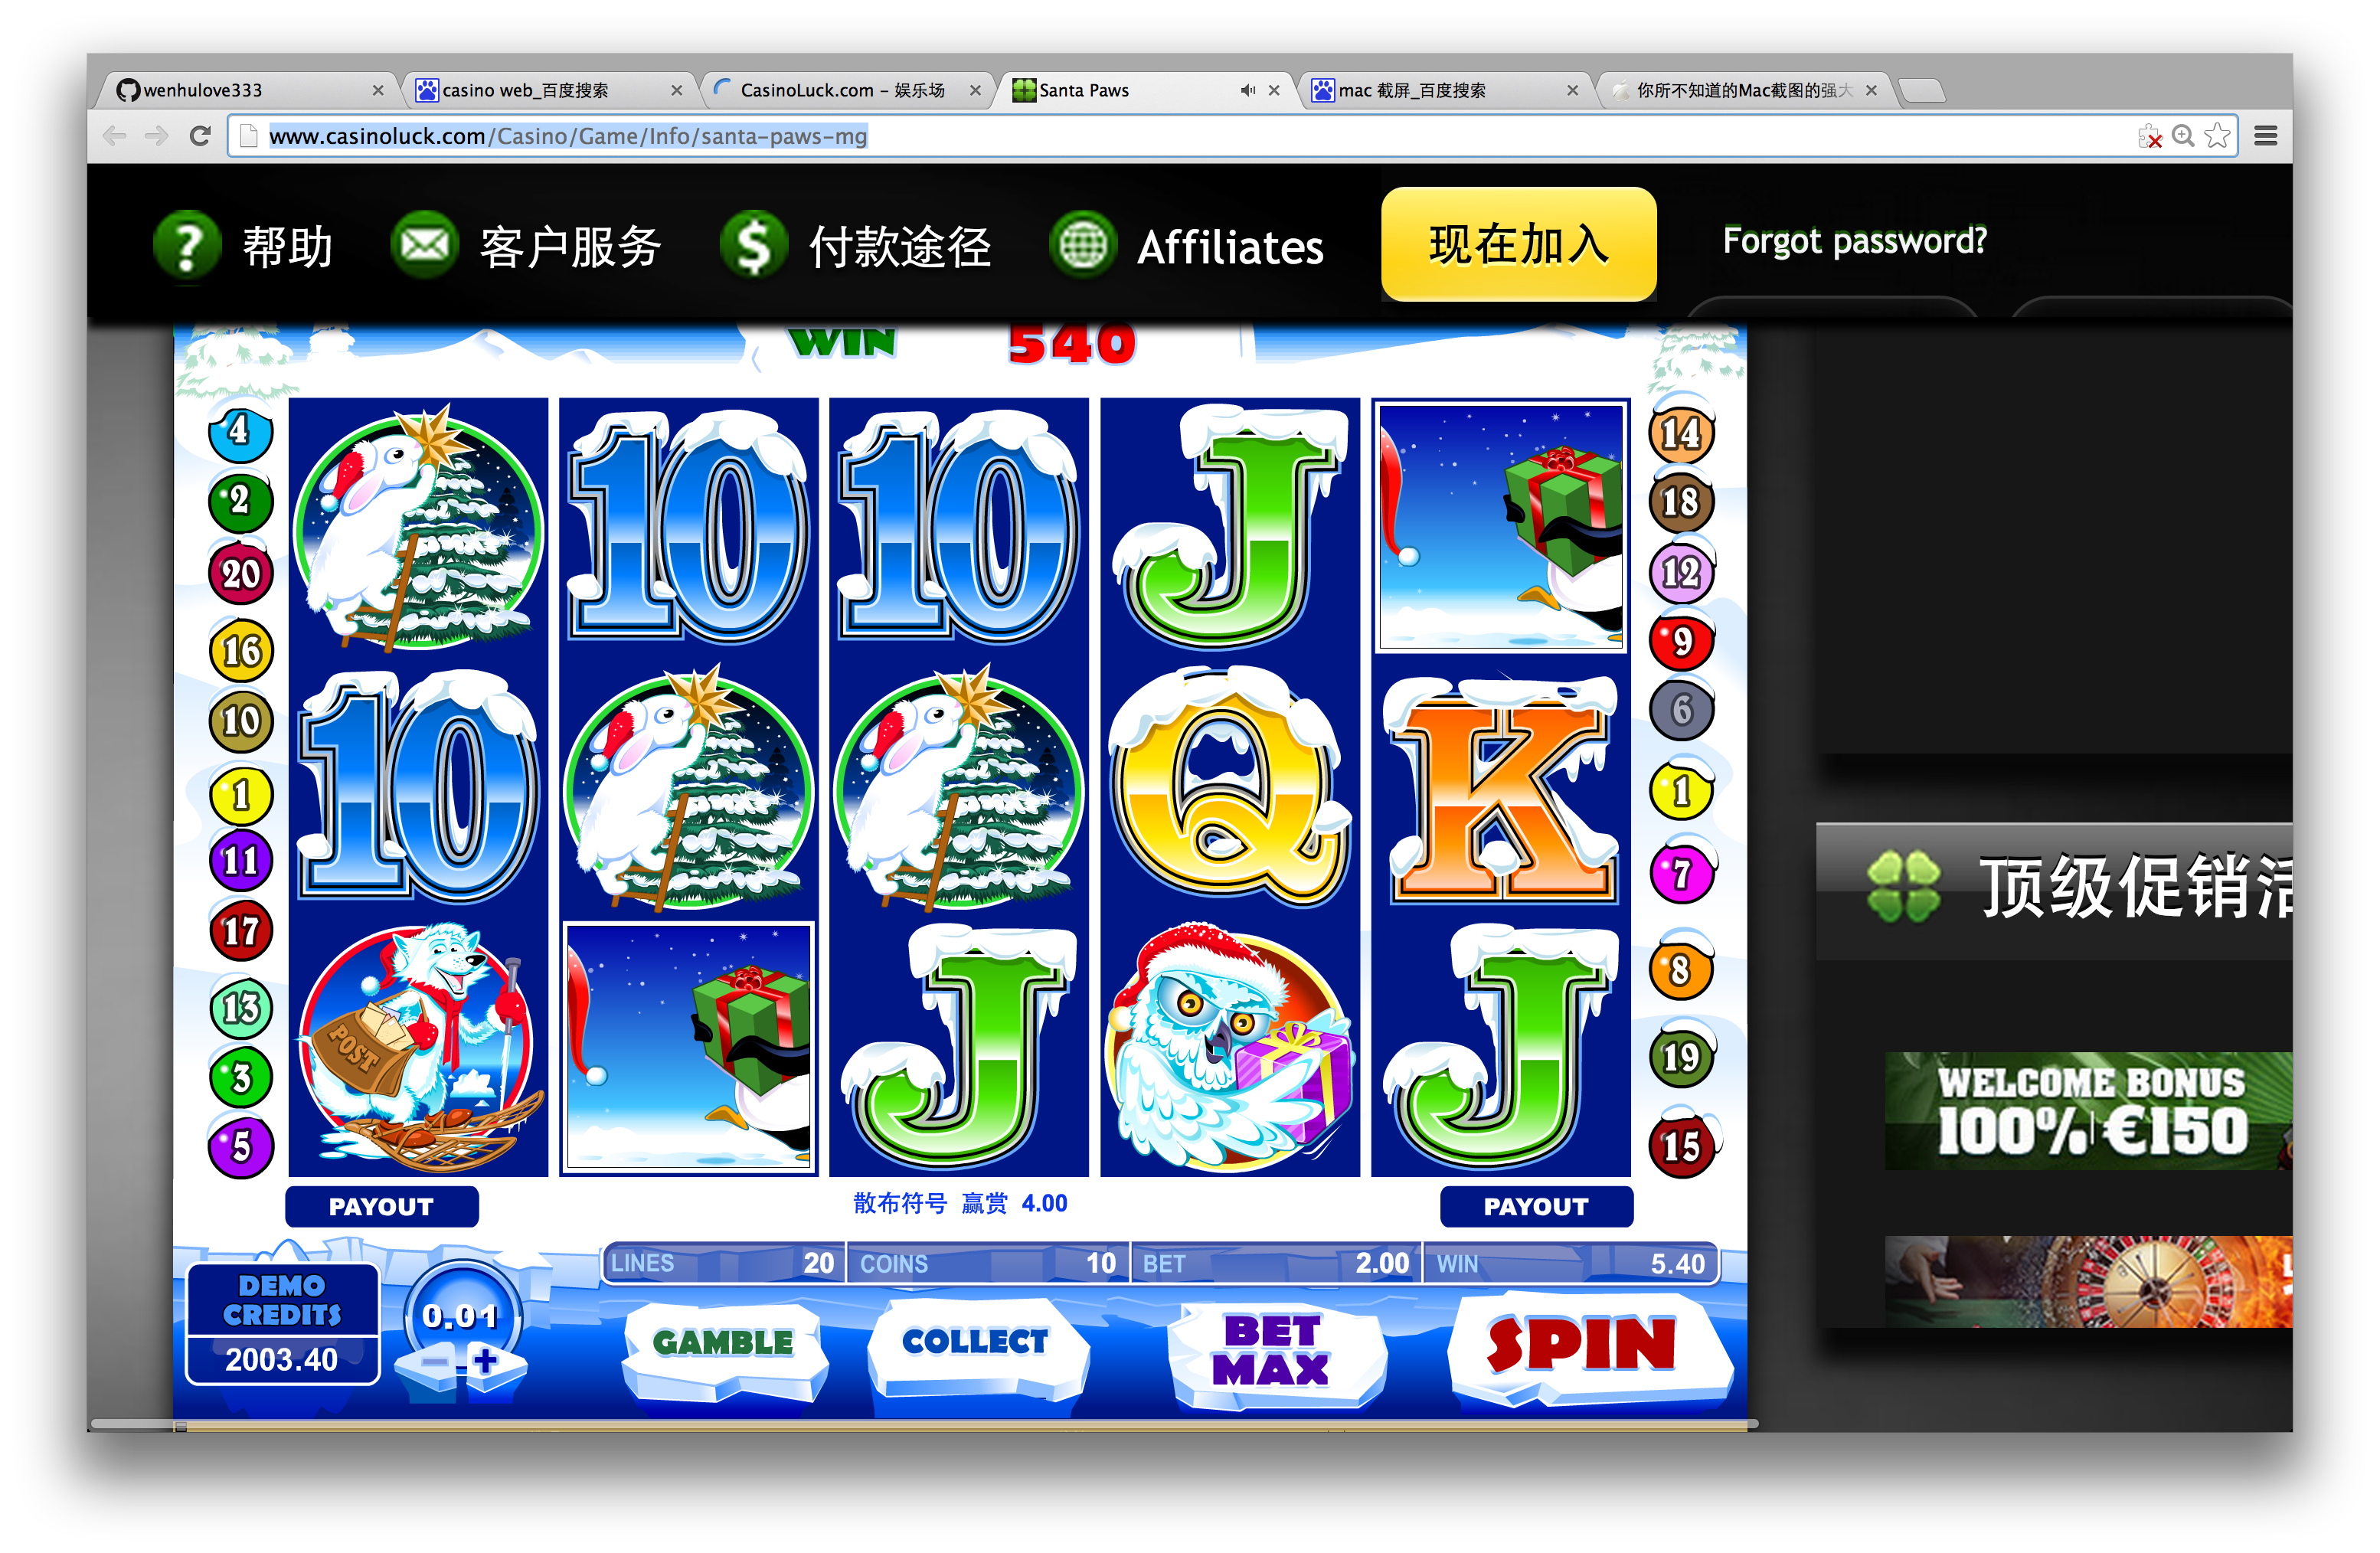 wenhulove333
casino web_百度搜索
CasinoLuck.com – 娱乐场
Santa Paws
mac 截屏_百度搜索
你所不知道的Mac截图的强大
www.casinoluck.com/Casino/Game/Info/santa-paws-mg
? 帮助
客户服务
$ 付款途径
Affiliates
现在加入
Forgot password?
WIN 540
4
2
20
16
10
1
11
17
13
3
5
10 10 J
10 Q K
POST J J
14
18
12
9
6
1
7
8
19
15
PAYOUT
散布符号 赢赏 4.00
PAYOUT
LINES 20 COINS 10 BET 2.00 WIN 5.40
DEMO
CREDITS
2003.40
0.01
− +
GAMBLE
COLLECT
BET
MAX
SPIN
顶级促销活
WELCOME BONUS
100% €150